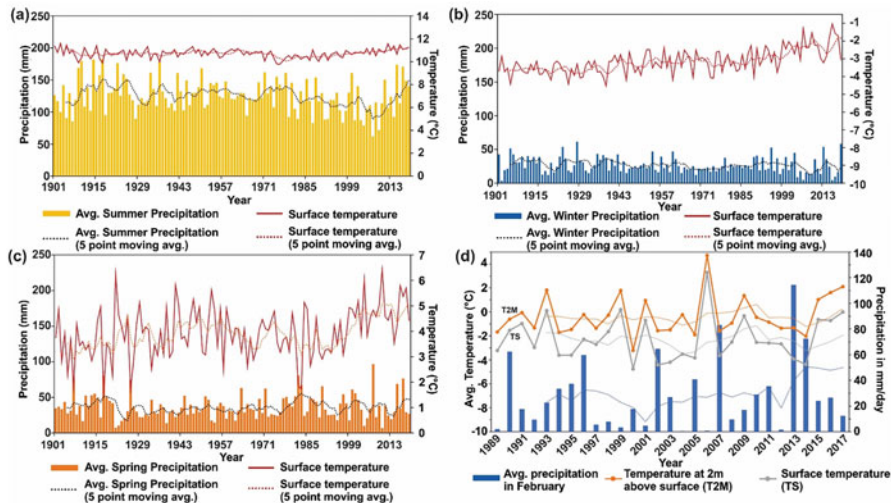 (a)
250
200
150
100
50
0
Precipitation (mm)
14
12
10
8
6
4
2
0
Temperature (°C)
1901 1915 1929 1943 1957 1971 1985 1999 2013
Year
Avg. Summer Precipitation
Surface temperature
Avg. Summer Precipitation
(5 point moving avg.)
Surface temperature
(5 point moving avg.)
(b)
250
200
150
100
50
0
Precipitation (mm)
-1
-2
-3
-4
-5
-6
-7
-8
-9
-10
Temperature (°C)
1901 1915 1929 1943 1957 1971 1985 1999 2013
Year
Avg. Winter Precipitation
Surface temperature
Avg. Winter Precipitation
(5 point moving avg.)
Surface temperature
(5 point moving avg.)
(c)
250
200
150
100
50
0
Precipitation (mm)
7
6
5
4
3
2
1
0
Temperature (°C)
1901 1915 1929 1943 1957 1971 1985 1999 2013
Year
Avg. Spring Precipitation
Surface temperature
Avg. Spring Precipitation
(5 point moving avg.)
Surface temperature
(5 point moving avg.)
(d)
4
2
0
-2
-4
-6
-8
-10
Avg. Temperature (°C)
T2M
TS
140
120
100
80
60
40
20
0
Precipitation in mm/day
1989 1991 1993 1995 1997 1999 2001 2003 2005 2007 2009 2011 2013 2015 2017
Year
Avg. precipitation
in February
Temperature at 2m
above surface (T2M)
Surface temperature
(TS)